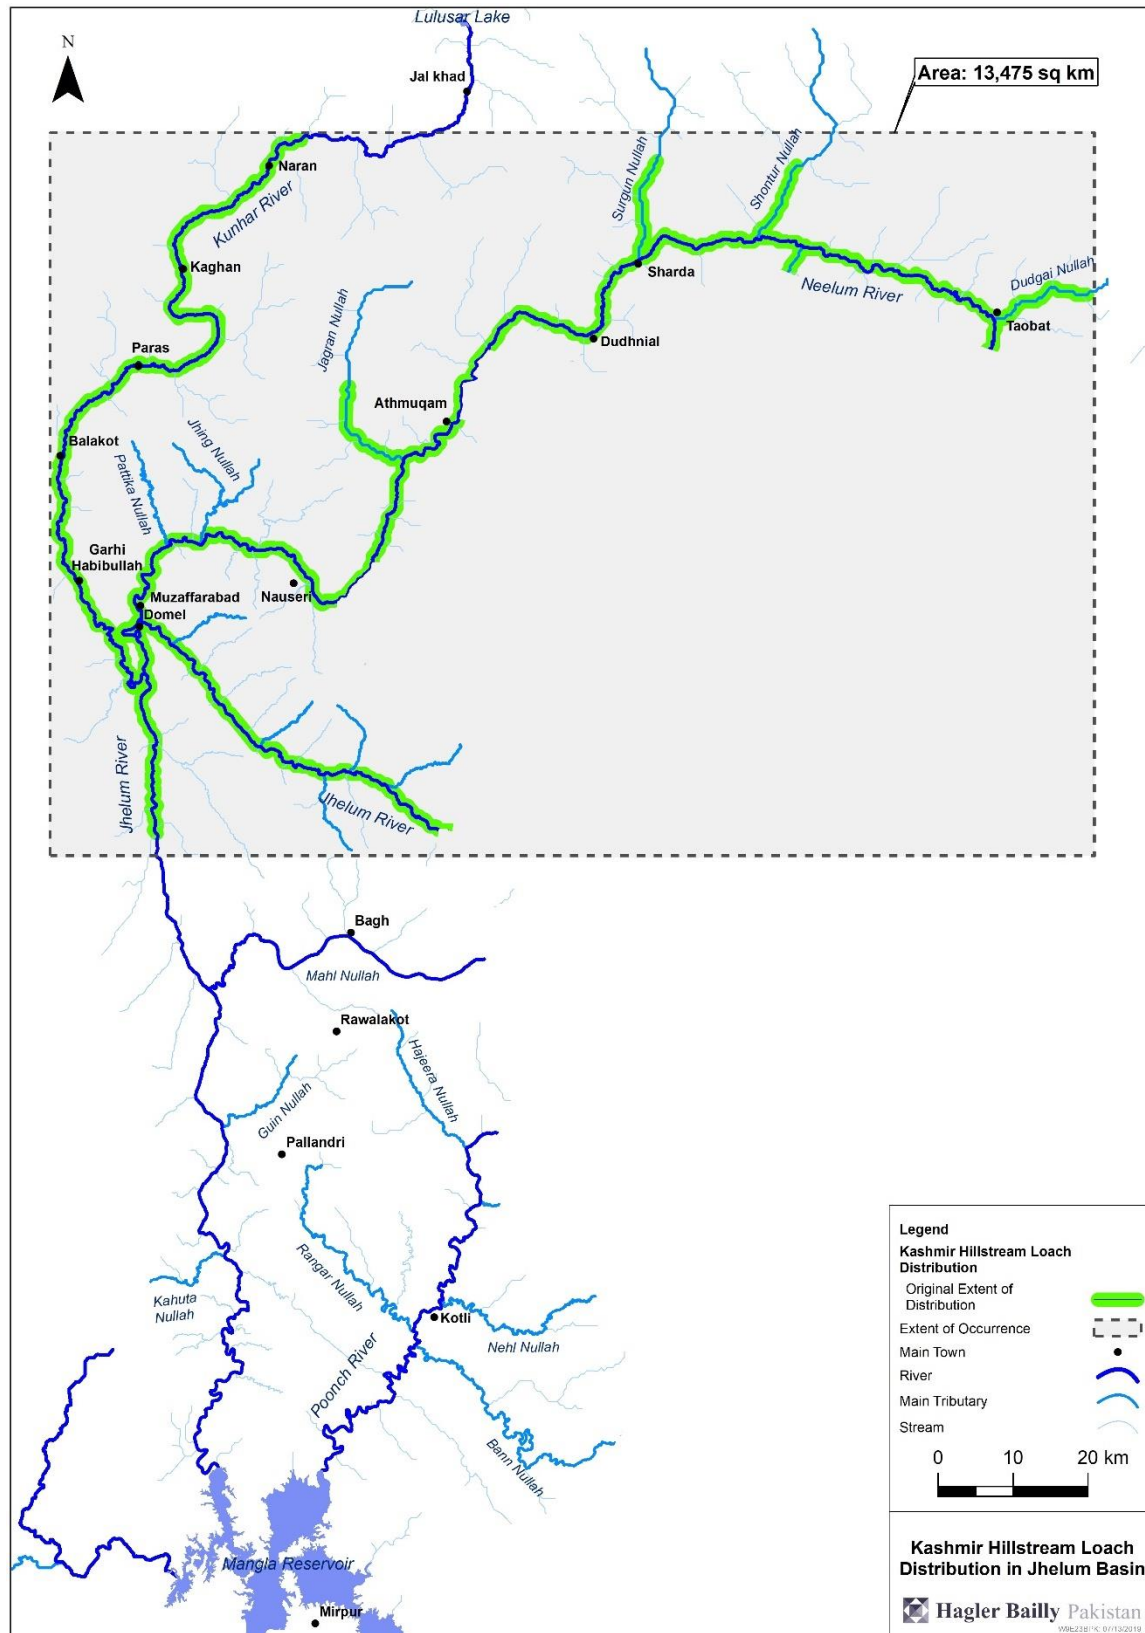 Lulusar Lake
N
Jal khad
Area: 13,475 sq km
Naran
Kunhar River
Surgun Nullah
Shontur Nullah
Kaghan
Sharda
Neelum River
Dudgai Nullah
Taobat
Jagran Nullah
Dudhnial
Paras
Athmuqam
Balakot
Jhing Nullah
Pattika Nullah
Garhi
Habibullah
Muzaffarabad
Domel
Nauseri
Jhelum River
Jhelum River
Bagh
Mahl Nullah
Rawalakot
Hajeera Nullah
Guin Nullah
Pallandri
Rangar Nullah
Kahuta
Nullah
Kotli
Nehl Nullah
Poonch River
Bann Nullah
Mangla Reservoir
Mirpur
Legend
Kashmir Hillstream Loach
Distribution
Original Extent of
Distribution
Extent of Occurrence
Main Town
River
Main Tributary
Stream
0 10 20 km
Kashmir Hillstream Loach
Distribution in Jhelum Basin
Hagler Bailly Pakistan